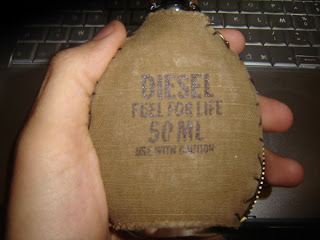 DIESEL
FUEL FOR LIFE
50 ML
USE WITH CAUTION